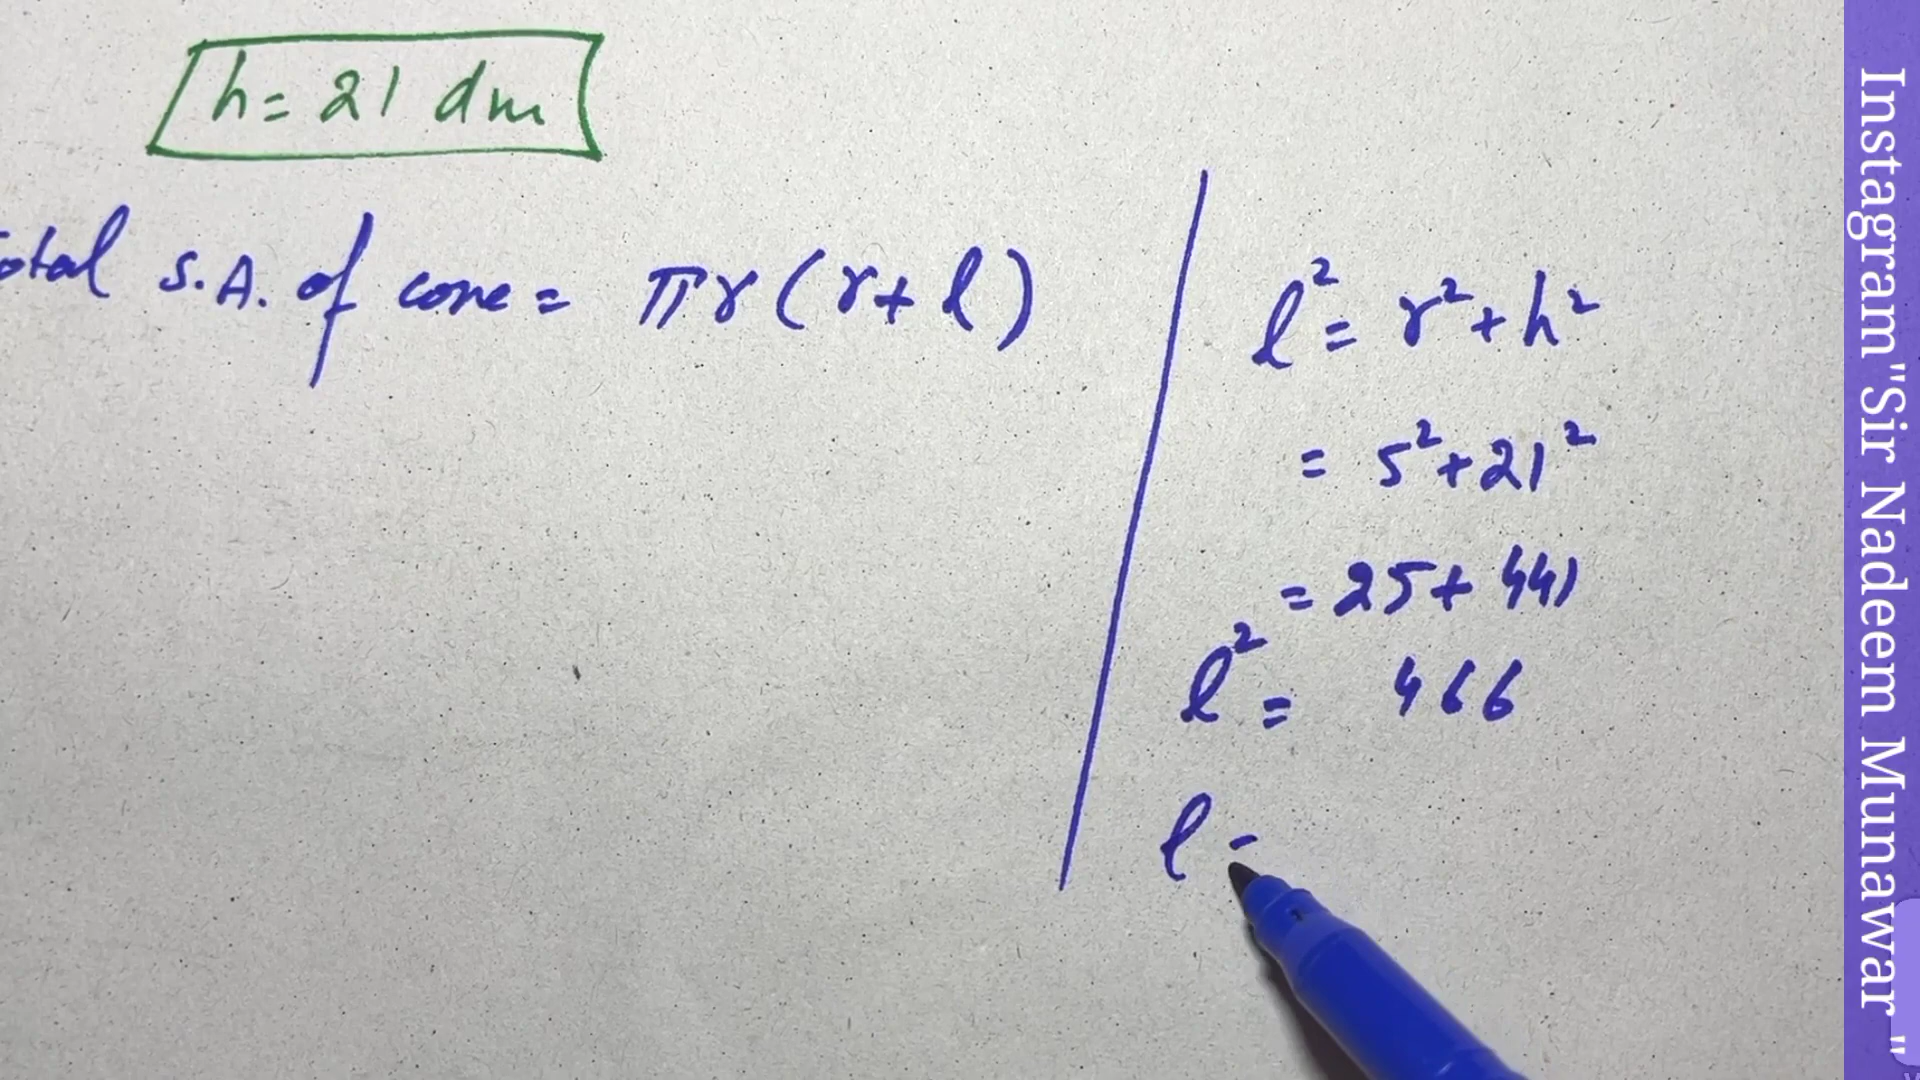 h = 21 dm
otal S.A. of cone = πr(r+l)
l² = r²+h²
= 5²+21²
= 25+441
l² = 466
l =
Instagram"Sir Nadeem Munawar"